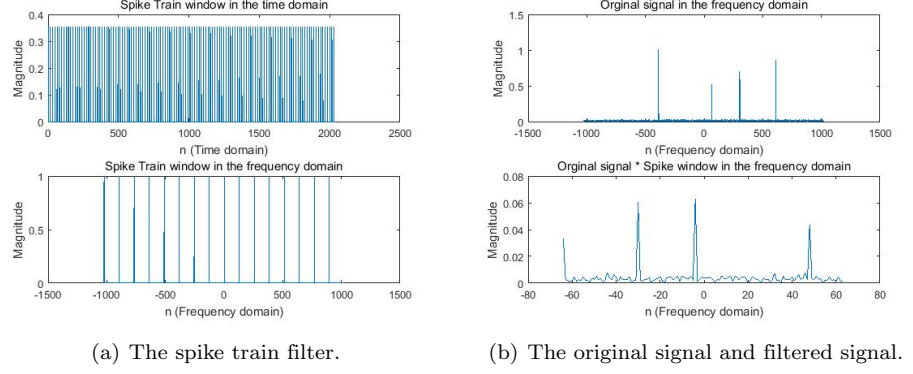 Spike Train window in the time domain
0.4
0.3
0.2
0.1
0
Magnitude
0 500 1000 1500 2000 2500
n (Time domain)
Spike Train window in the frequency domain
1
0.5
0
Magnitude
-1500 -1000 -500 0 500 1000 1500
n (Frequency domain)
(a) The spike train filter.
Orginal signal in the frequency domain
1.5
1
0.5
0
Magnitude
-1500 -1000 -500 0 500 1000 1500
n (Frequency domain)
Orginal signal * Spike window in the frequency domain
0.08
0.06
0.04
0.02
0
Magnitude
-80 -60 -40 -20 0 20 40 60 80
n (Frequency domain)
(b) The original signal and filtered signal.